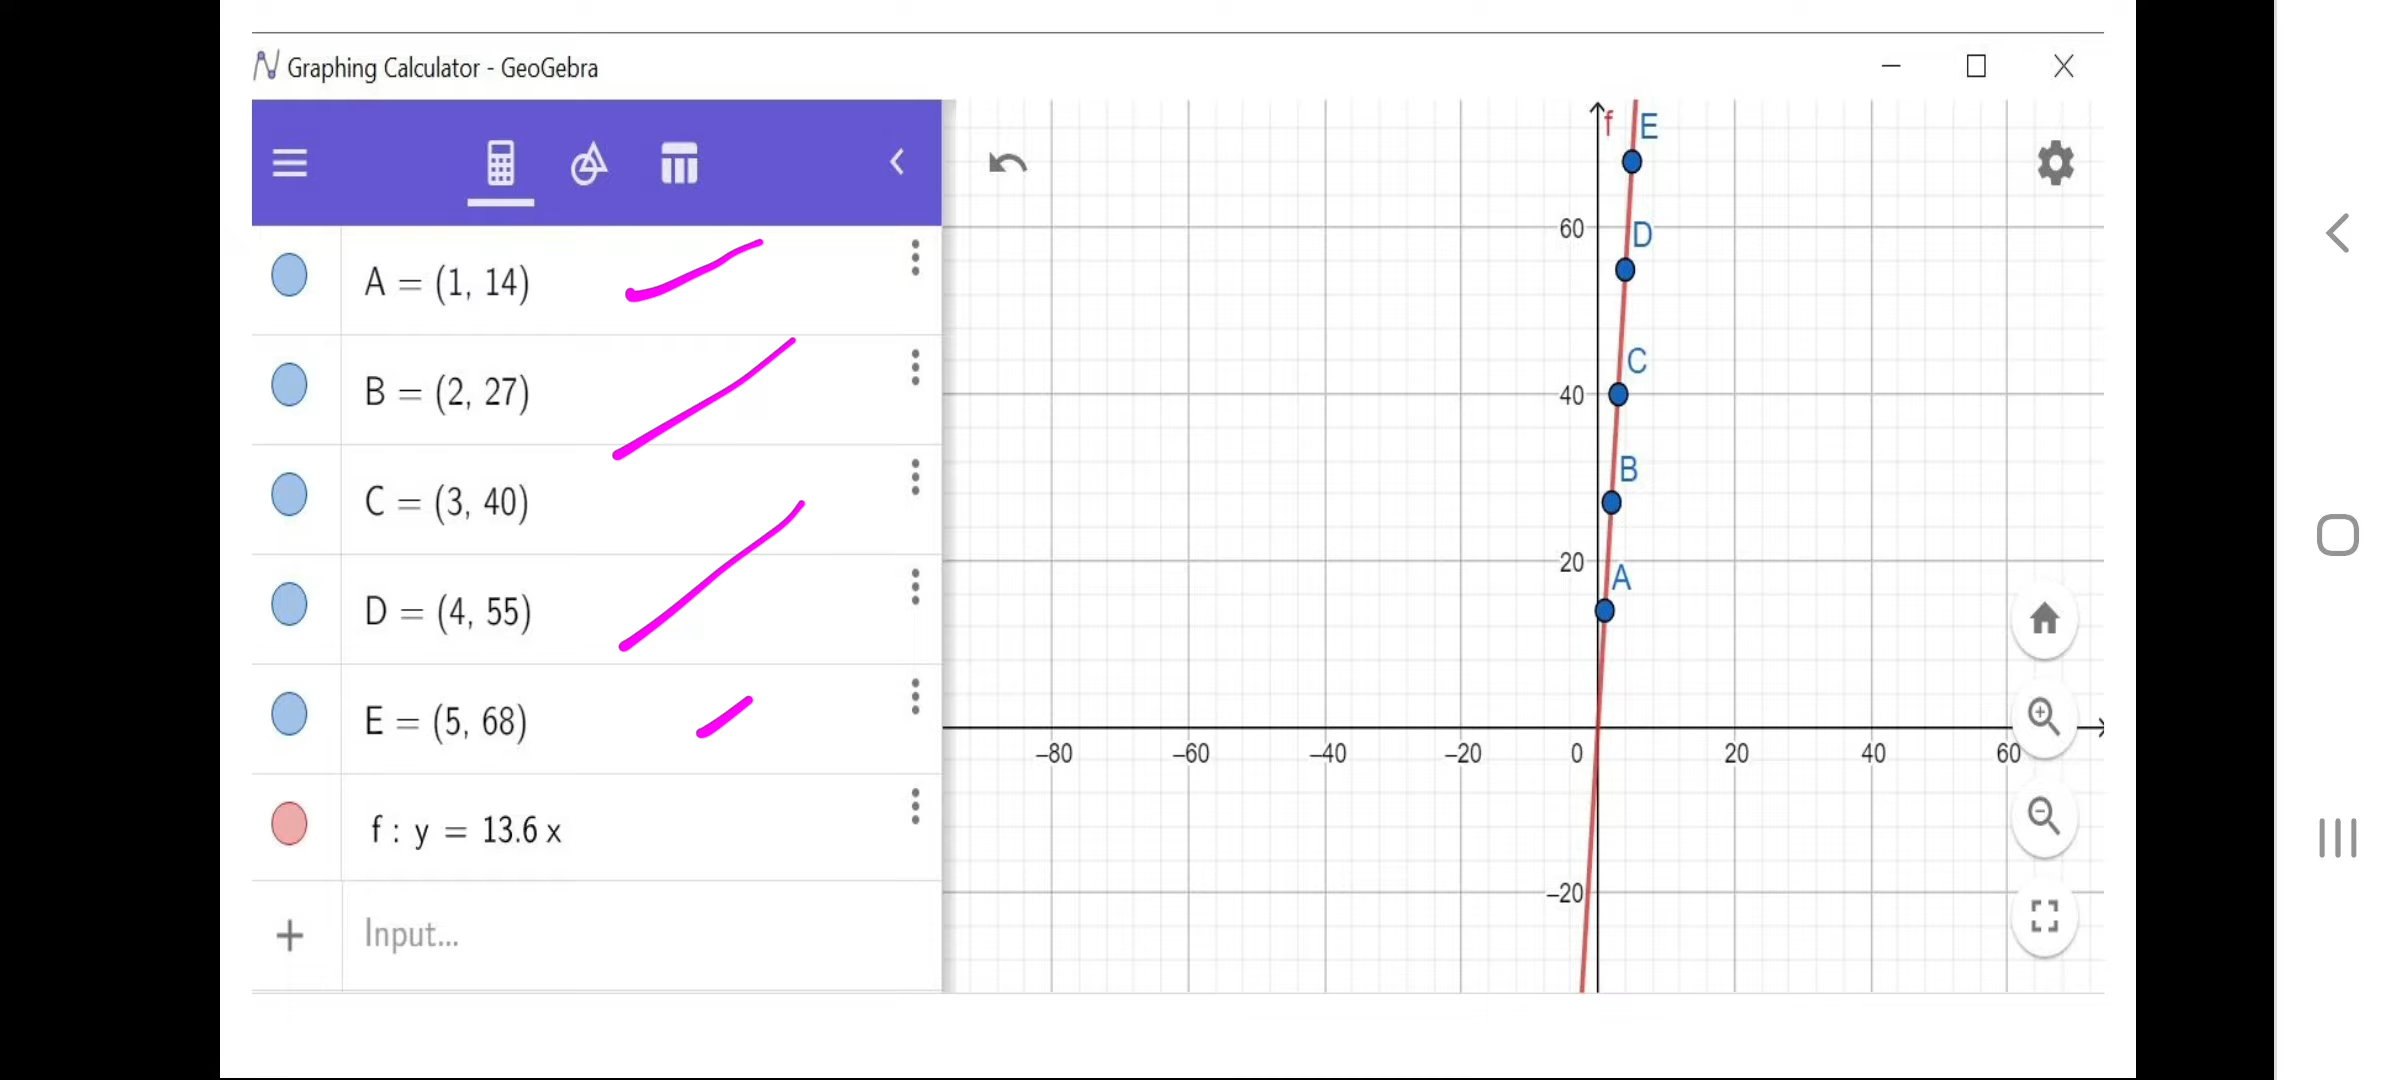 Graphing Calculator - GeoGebra
A = (1, 14)
B = (2, 27)
C = (3, 40)
D = (4, 55)
E = (5, 68)
f : y = 13.6 x
Input...
f E
60
D
C
40
B
20
A
–80 –60 –40 –20 0 20 40 60
–20